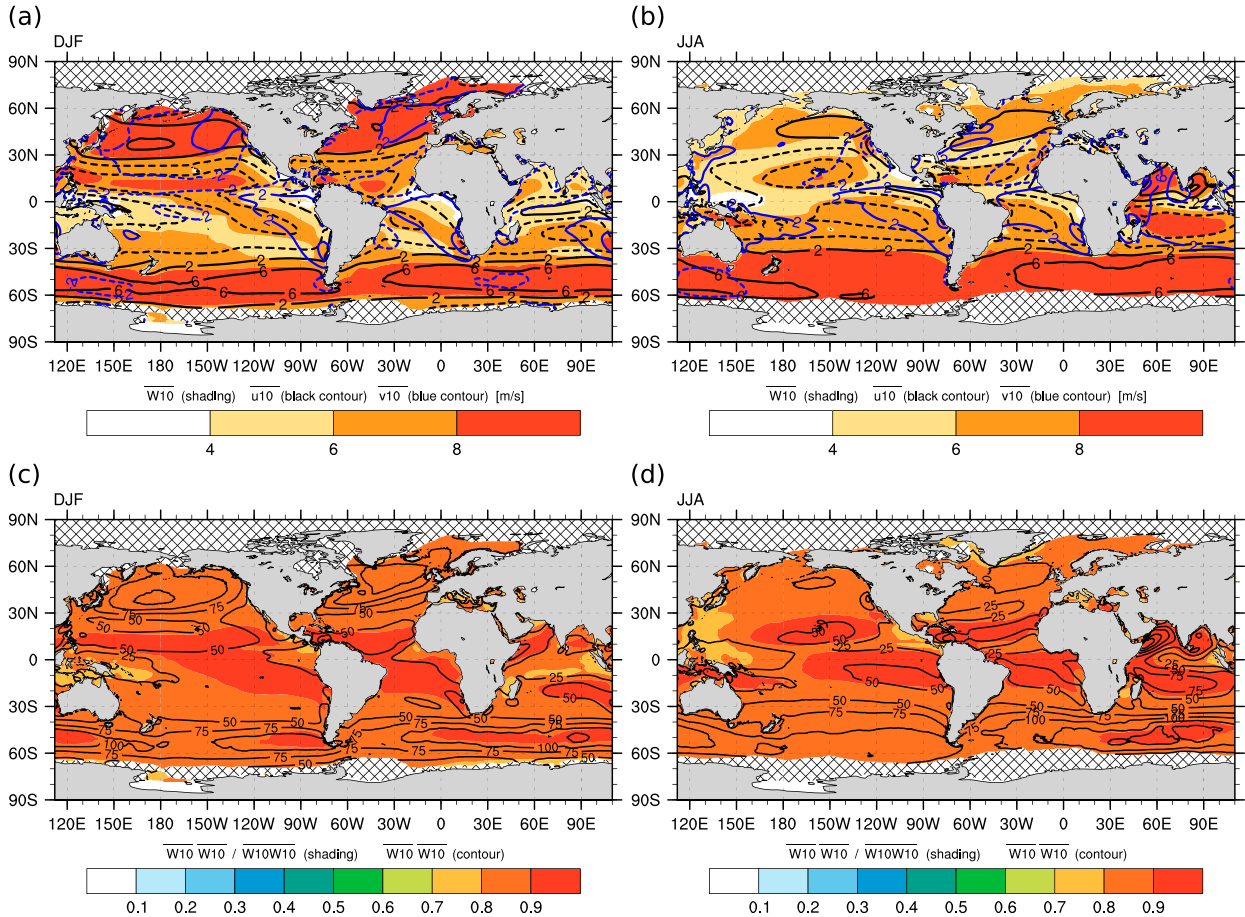 (a)
(b)
DJF
JJA
90N
60N
30N
0
30S
60S
90S
120E 150E 180 150W 120W 90W 60W 30W 0 30E 60E 90E
W10 (shading) u10 (black contour) v10 (blue contour) [m/s]
4 6 8
90N
60N
30N
0
30S
60S
90S
120E 150E 180 150W 120W 90W 60W 30W 0 30E 60E 90E
W10 (shading) u10 (black contour) v10 (blue contour) [m/s]
4 6 8
(c)
(d)
DJF
JJA
90N
60N
30N
0
30S
60S
90S
120E 150E 180 150W 120W 90W 60W 30W 0 30E 60E 90E
W10 W10 / W10W10 (shading) W10 W10 (contour)
0.1 0.2 0.3 0.4 0.5 0.6 0.7 0.8 0.9
90N
60N
30N
0
30S
60S
90S
120E 150E 180 150W 120W 90W 60W 30W 0 30E 60E 90E
W10 W10 / W10W10 (shading) W10 W10 (contour)
0.1 0.2 0.3 0.4 0.5 0.6 0.7 0.8 0.9